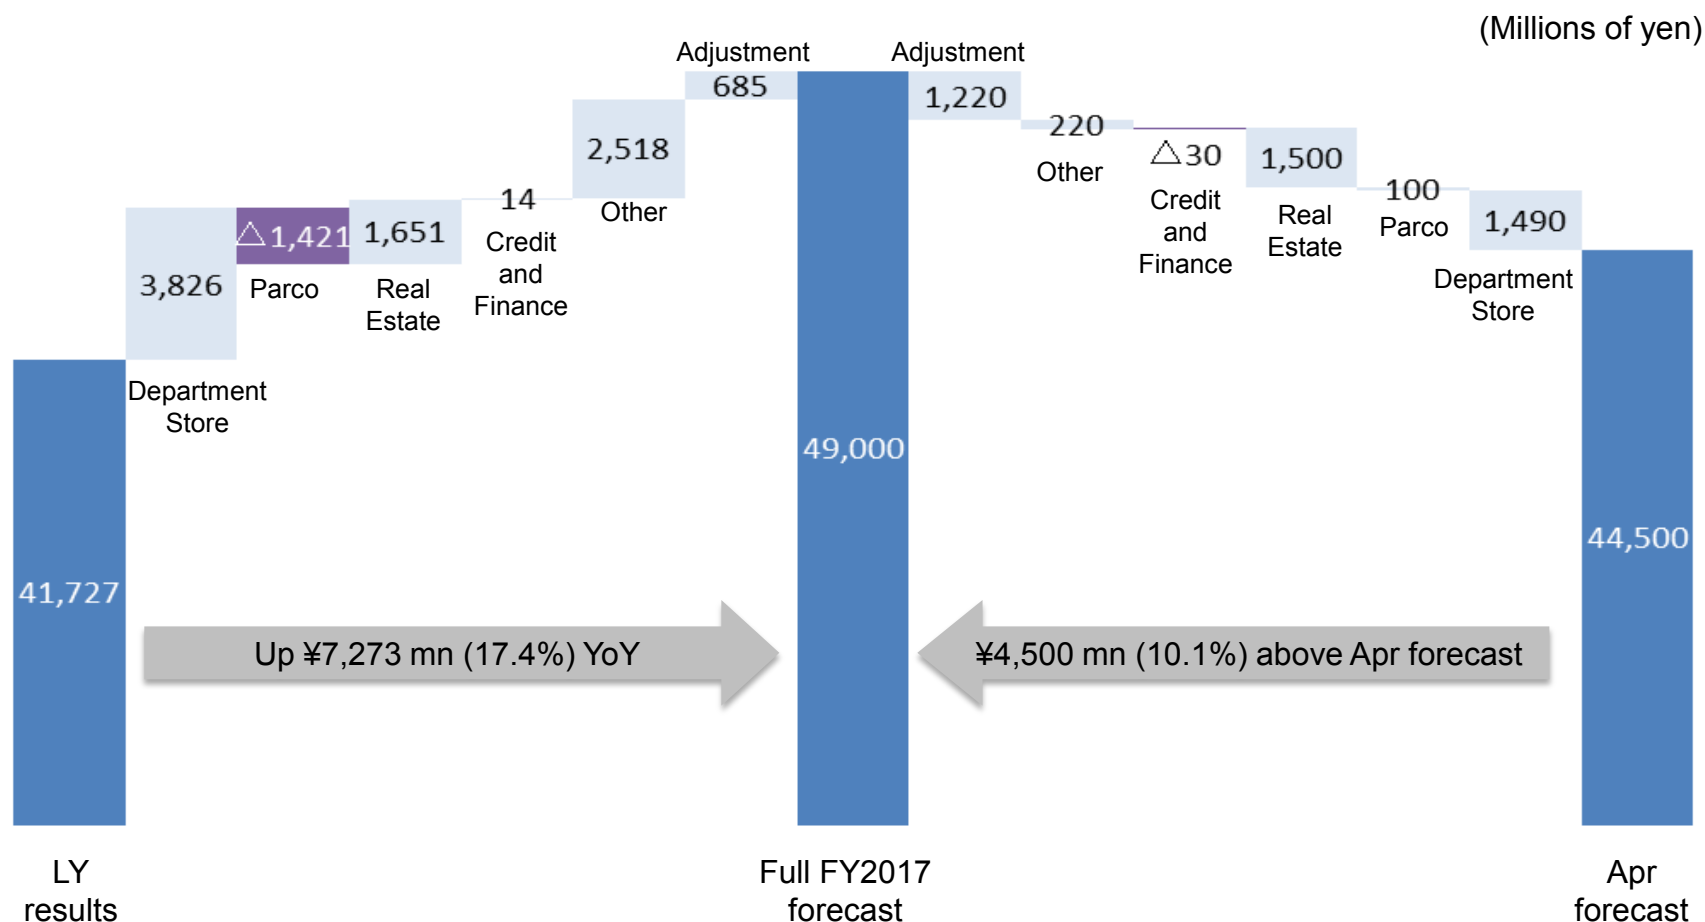 (Millions of yen)
Adjustment
685
2,518
Other
14
Credit
and
Finance
1,651
Real
Estate
△1,421
Parco
3,826
Department
Store
41,727
49,000
Adjustment
1,220
220
Other
△30
Credit
and
Finance
1,500
Real
Estate
100
Parco
1,490
Department
Store
44,500
Up ¥7,273 mn (17.4%) YoY
¥4,500 mn (10.1%) above Apr forecast
LY
results
Full FY2017
forecast
Apr
forecast